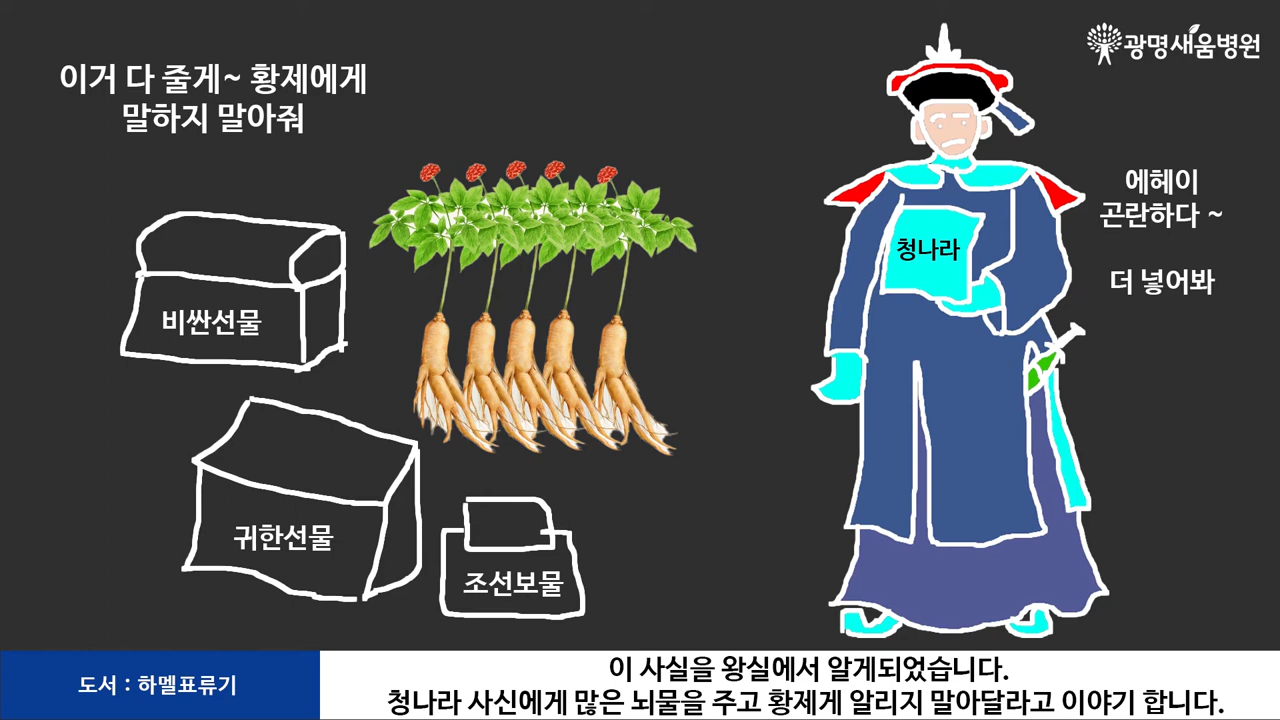 이거 다 줄게~ 황제에게
말하지 말아줘
광명새움병원
에헤이
곤란하다 ~
더 넣어봐
청나라
비싼선물
귀한선물
조선보물
도서 : 하멜표류기
이 사실을 왕실에서 알게되었습니다.
청나라 사신에게 많은 뇌물을 주고 황제게 알리지 말아달라고 이야기 합니다.